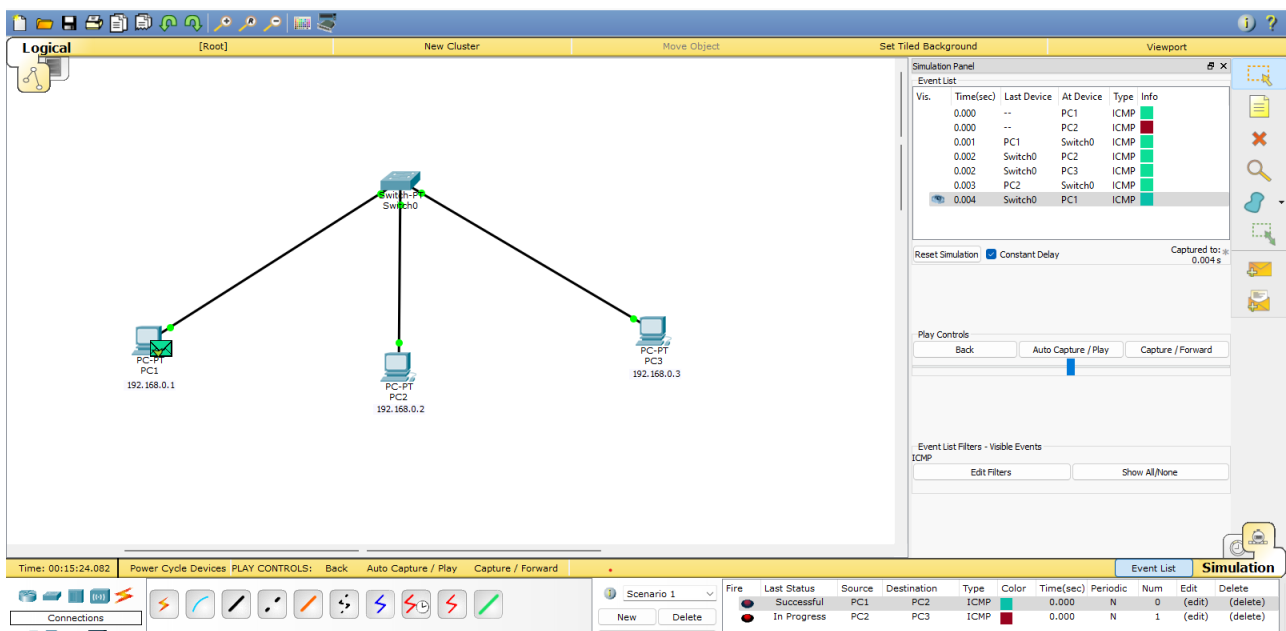 Logical [Root] New Cluster Move Object Set Tiled Background Viewport
Simulation Panel
Event List
Vis. Time(sec) Last Device At Device Type Info
0.000 -- PC1 ICMP
0.000 -- PC2 ICMP
0.001 PC1 Switch0 ICMP
0.002 Switch0 PC2 ICMP
0.002 Switch0 PC3 ICMP
0.003 PC2 Switch0 ICMP
0.004 Switch0 PC1 ICMP
Reset Simulation Constant Delay Captured to: *
0.004 s
Play Controls
Back Auto Capture / Play Capture / Forward
Event List Filters - Visible Events
ICMP
Edit Filters Show All/None
Switch-PT
Switch0
PC-PT
PC1
192.168.0.1
PC-PT
PC2
192.168.0.2
PC-PT
PC3
192.168.0.3
Time: 00:15:24.082 Power Cycle Devices PLAY CONTROLS: Back Auto Capture / Play Capture / Forward Event List Simulation
Connections
Scenario 1
New Delete
Fire Last Status Source Destination Type Color Time(sec) Periodic Num Edit Delete
Successful PC1 PC2 ICMP 0.000 N 0 (edit) (delete)
In Progress PC2 PC3 ICMP 0.000 N 1 (edit) (delete)